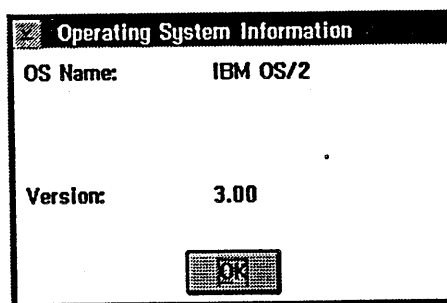 Operating System Information
OS Name: IBM OS/2
Version: 3.00
OK